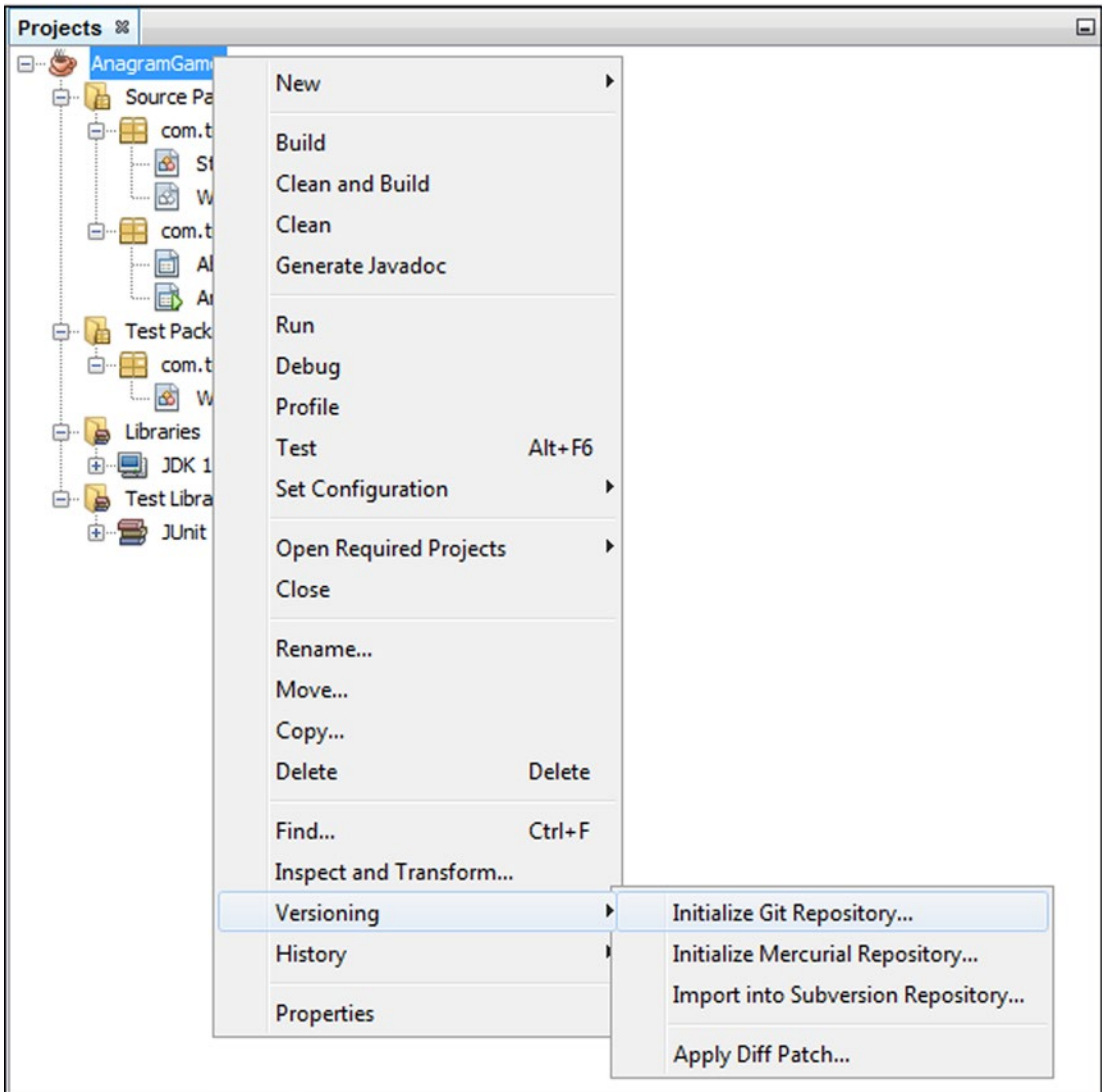 Projects
AnagramGam
Source Pa
com.t
St
W
com.t
Al
An
Test Pack
com.t
W
Libraries
JDK 1
Test Libra
JUnit
New
Build
Clean and Build
Clean
Generate Javadoc
Run
Debug
Profile
Test Alt+F6
Set Configuration
Open Required Projects
Close
Rename...
Move...
Copy...
Delete Delete
Find... Ctrl+F
Inspect and Transform...
Versioning
History
Properties
Initialize Git Repository...
Initialize Mercurial Repository...
Import into Subversion Repository...
Apply Diff Patch...